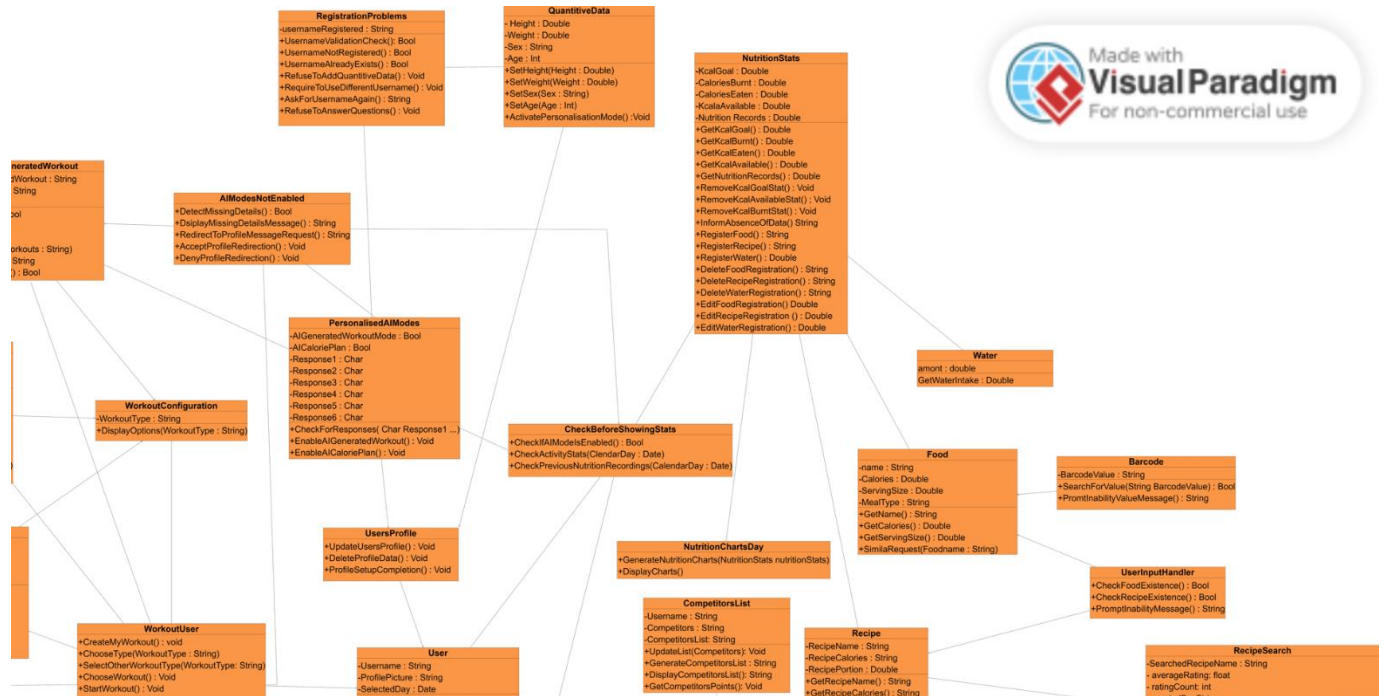 RegistrationProblems
-usernameRegistered : String
+UsernameValidationCheck(): Bool
+UsernameNotRegistered() : Bool
+UsernameAlreadyExists() : Bool
+RefuseToAddQuantitiveData() : Void
+RequireToUseDifferentUsername() : Void
+AskForUsernameAgain() : String
+RefuseToAnswerQuestions() : Void
QuantitiveData
- Height : Double
-Weight : Double
-Sex : String
-Age : Int
+SetHeight(Height : Double)
+SetWeight(Weight : Double)
+SetSex(Sex : String)
+SetAge(Age : Int)
+ActivatePersonalisationMode() :Void
NutritionStats
-KcalGoal : Double
-CaloriesBurnt : Double
-CaloriesEaten : Double
-KcalaAvailable : Double
-Nutrition Records : Double
+GetKcalGoal() : Double
+GetKcalBurnt() : Double
+GetKcalEaten() : Double
+GetKcalAvailable() : Double
+GetNutritionRecords() : Double
+RemoveKcalGoalStat() : Void
+RemoveKcalAvailableStat() : Void
+RemoveKcalBurntStat() : Void
+InformAbsenceOfData() String
+RegisterFood() : String
+RegisterRecipe() : String
+RegisterWater() : Double
+DeleteFoodRegistration() : String
+DeleteRecipeRegistration() : String
+DeleteWaterRegistration() : String
+EditFoodRegistration() Double
+EditRecipeRegistration () : Double
+EditWaterRegistration() : Double
Made with
Visual Paradigm
For non-commercial use
neratedWorkout
dWorkout : String
String
ool
orkouts : String)
String
) : Bool
AIModesNotEnabled
+DetectMissingDetails() : Bool
+DsiplayMissingDetailsMessage() : String
+RedirectToProfileMessageRequest() : String
+AcceptProfileRedirection() : Void
+DenyProfileRedirection() : Void
PersonalisedAIModes
-AIGeneratedWorkoutMode : Bool
-AICaloriePlan : Bool
-Response1 : Char
-Response2 : Char
-Response3 : Char
-Response4 : Char
-Response5 : Char
-Response6 : Char
+CheckForResponses( Char Response1 ...)
+EnableAIGeneratedWorkout() : Void
+EnableAICaloriePlan() : Void
Water
amont : double
GetWaterIntake : Double
WorkoutConfiguration
-WorkoutType : String
+DisplayOptions(WorkoutType : String)
CheckBeforeShowingStats
+CheckIfAIModeIsEnabled() : Bool
+CheckActivityStats(ClendarDay : Date)
+CheckPreviousNutritionRecordings(CalendarDay : Date)
Food
-name : String
-Calories : Double
-ServingSize : Double
-MealType : String
+GetName() : String
+GetCalories() : Double
+GetServingSize() : Double
+SimilaRequest(Foodname : String)
Barcode
-BarcodeValue : String
+SearchForValue(String BarcodeValue) : Bool
+PromtInabilityValueMessage() : String
UsersProfile
+UpdateUsersProfile() : Void
+DeleteProfileData() : Void
+ProfileSetupCompletion() : Void
NutritionChartsDay
+GenerateNutritionCharts(NutritionStats nutritionStats)
+DisplayCharts()
UserInputHandler
+CheckFoodExistence() : Bool
+CheckRecipeExistence() : Bool
+PromptInabilityMessage() : String
WorkoutUser
+CreateMyWorkout() : void
+ChooseType(WorkoutType : String)
+SelectOtherWorkoutType(WorkoutType: String)
+ChooseWorkout() : Void
+StartWorkout() : Void
User
-Username : String
-ProfilePicture : String
-SelectedDay : Date
CompetitorsList
-Username : String
-Competitors : String
-CompetitorsList: String
+UpdateList(Competitors): Void
+GenerateCompetitorsList : String
+DisplayCompetitorsList() : String
+GetCompetitorsPoints(): Void
Recipe
-RecipeName : String
-RecipeCalories : String
-RecipePortion : Double
+GetRecipeName() : String
+GetRecipeCalories() : String
RecipeSearch
-SearchedRecipeName : String
- averageRating: float
- ratingCount: int